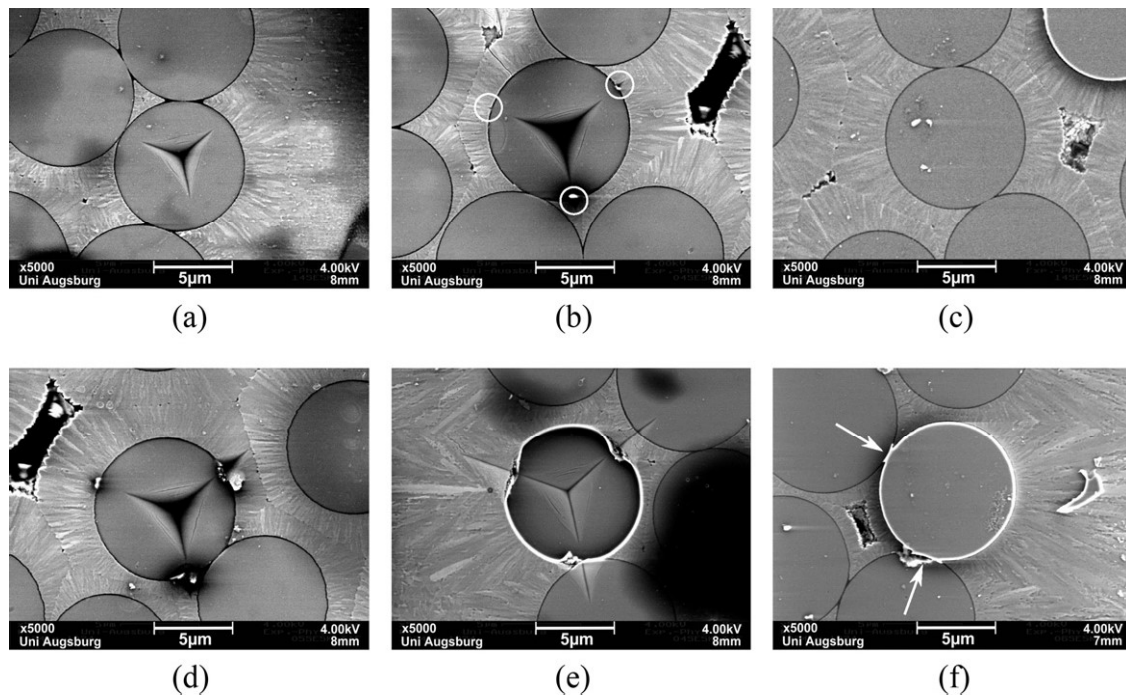 x5000 4.00kV
Uni Augsburg 5µm 8mm
x5000 4.00kV
Uni Augsburg 5µm 8mm
x5000 4.00kV
Uni Augsburg 5µm 8mm
(a)
(b)
(c)
x5000 4.00kV
Uni Augsburg 5µm 8mm
x5000 4.00kV
Uni Augsburg 5µm 8mm
x5000 4.00kV
Uni Augsburg 5µm 7mm
(d)
(e)
(f)